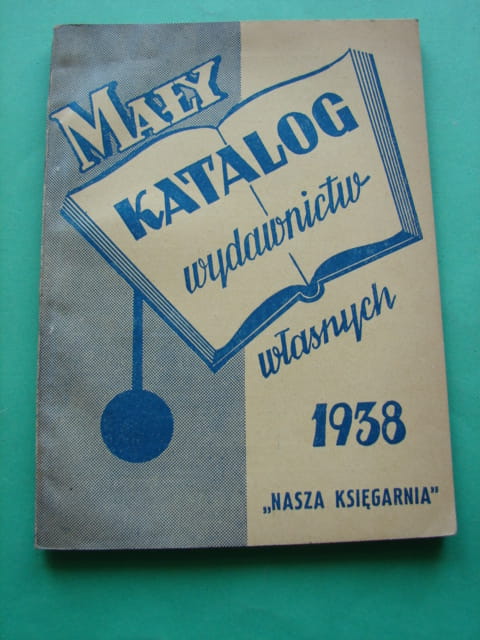 MAŁY
KATALOG
wydawnictw
własnych
1938
„NASZA KSIĘGARNIA"